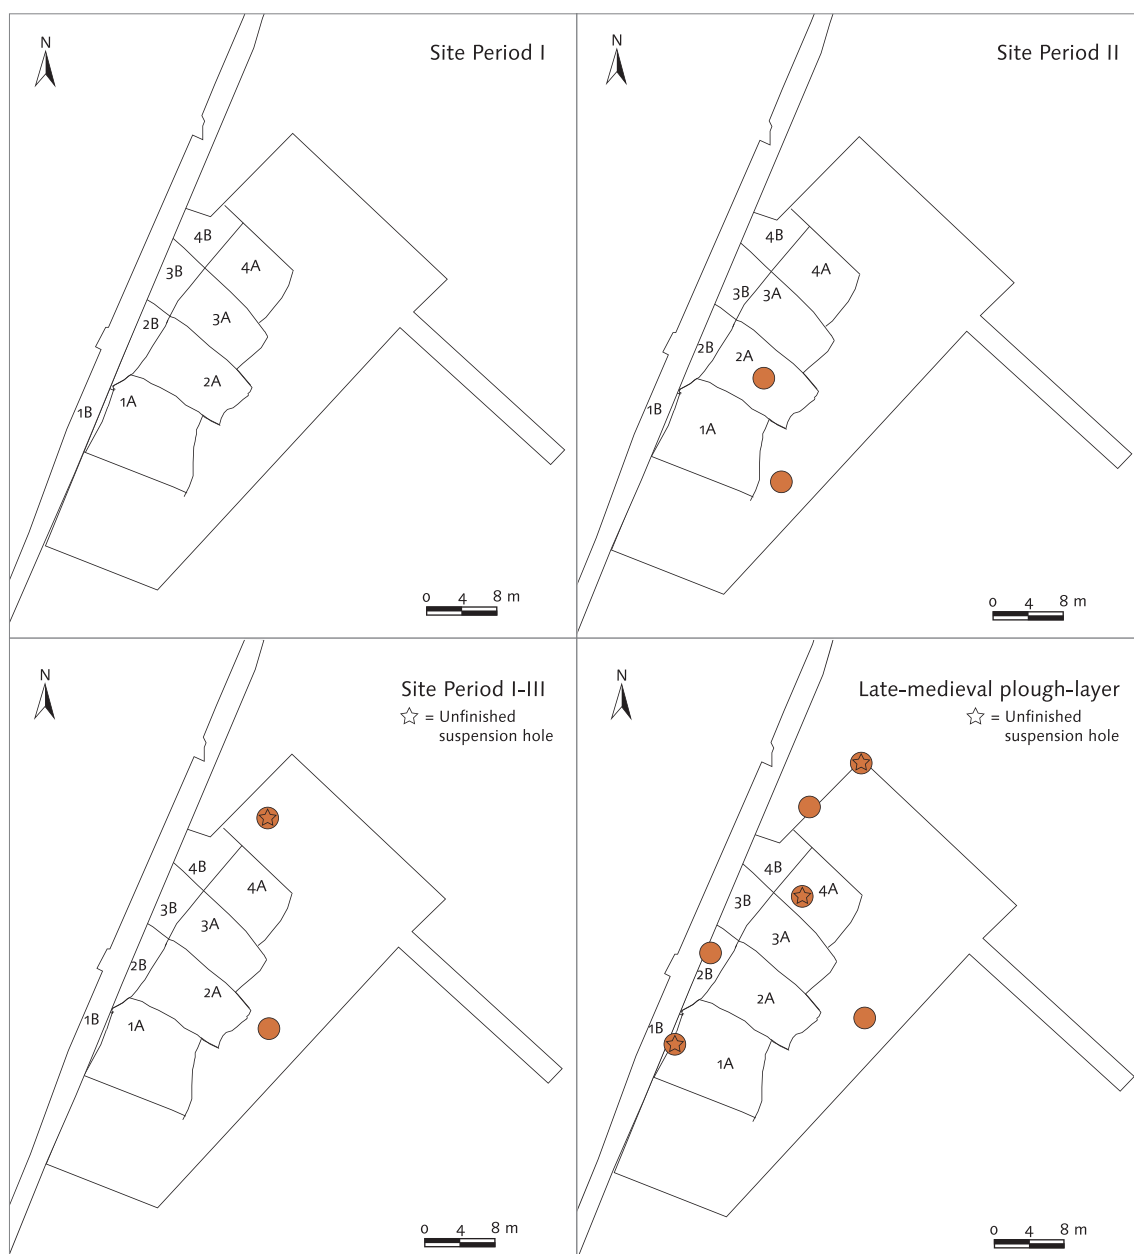 N
Site Period I
4B
4A
3B
3A
2B
2A
1A
1B
0 4 8 m
N
Site Period II
4B
4A
3B
3A
2B
2A
1B
1A
0 4 8 m
N
Site Period I-III
= Unfinished
suspension hole
4B
4A
3B
3A
2B
2A
1B
1A
0 4 8 m
N
Late-medieval plough-layer
= Unfinished
suspension hole
4B
4A
3B
3A
2B
2A
1B
1A
0 4 8 m